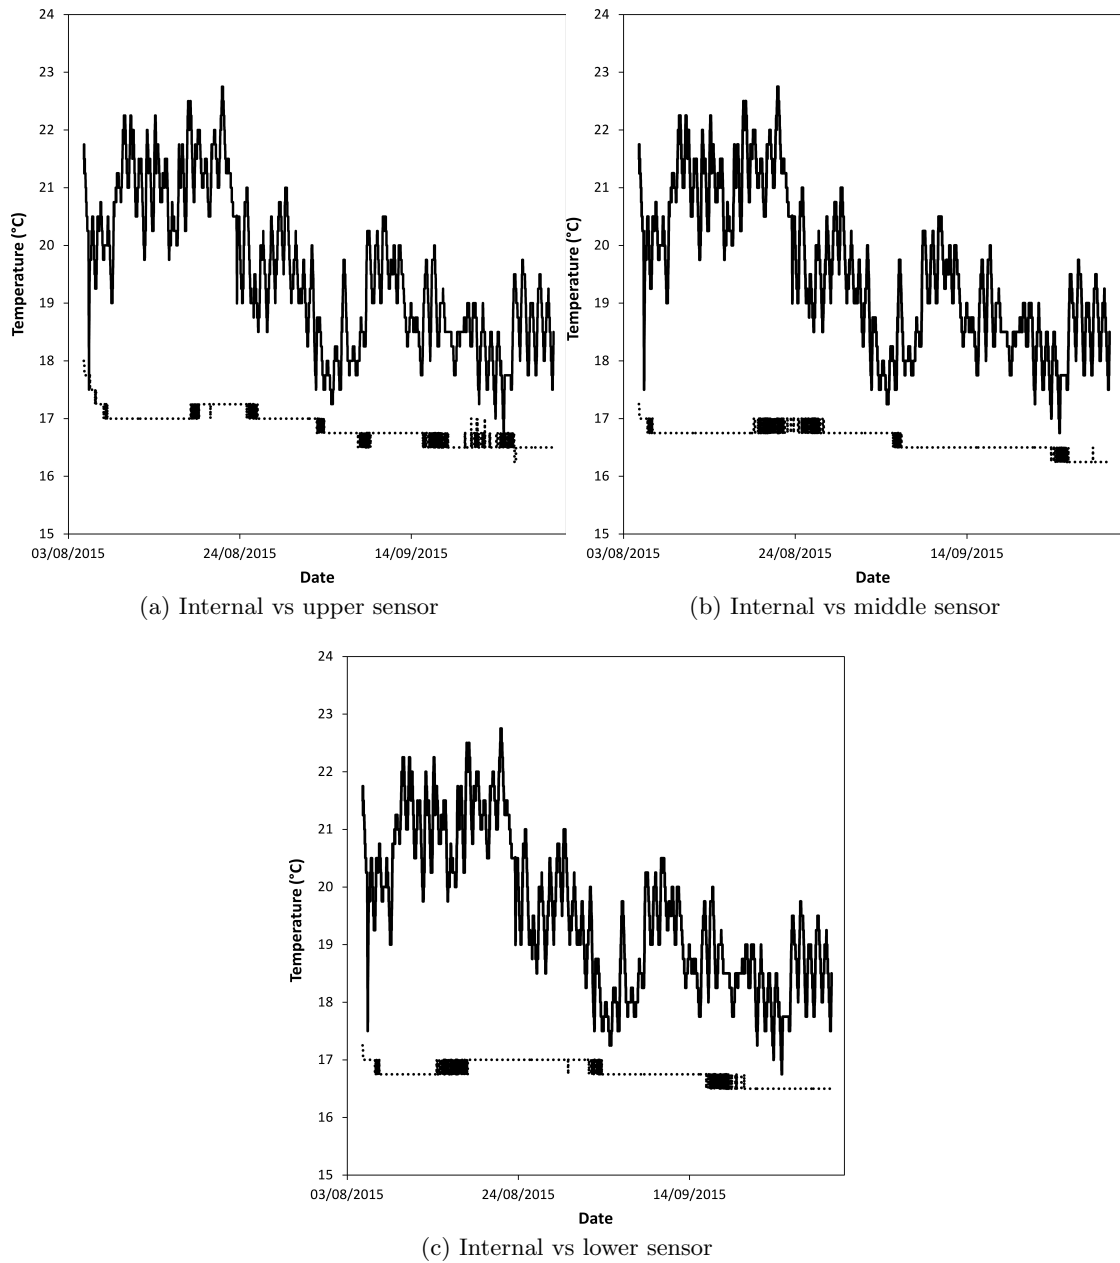 24
23
22
21
20
19
18
17
16
15
Temperature (°C)
03/08/2015 24/08/2015 14/09/2015
Date
(a) Internal vs upper sensor
24
23
22
21
20
19
18
17
16
15
Temperature (°C)
03/08/2015 24/08/2015 14/09/2015
Date
(b) Internal vs middle sensor
24
23
22
21
20
19
18
17
16
15
Temperature (°C)
03/08/2015 24/08/2015 14/09/2015
Date
(c) Internal vs lower sensor